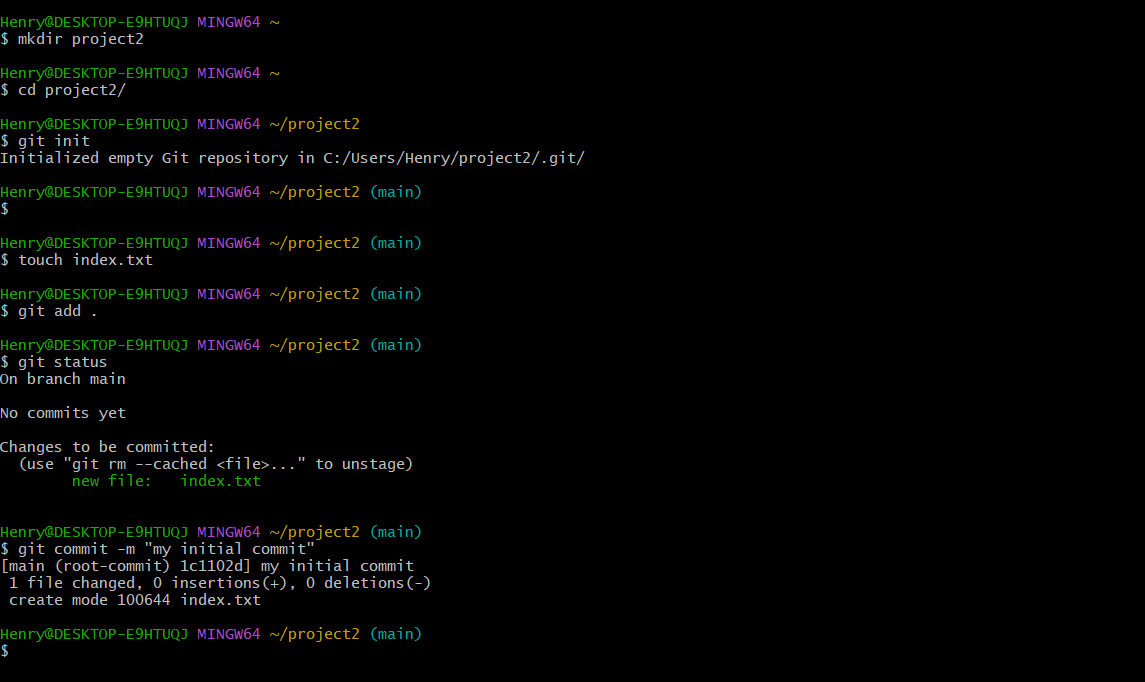 Henry@DESKTOP-E9HTUQJ MINGW64 ~
$ mkdir project2
Henry@DESKTOP-E9HTUQJ MINGW64 ~
$ cd project2/
Henry@DESKTOP-E9HTUQJ MINGW64 ~/project2
$ git init
Initialized empty Git repository in C:/Users/Henry/project2/.git/
Henry@DESKTOP-E9HTUQJ MINGW64 ~/project2 (main)
$
Henry@DESKTOP-E9HTUQJ MINGW64 ~/project2 (main)
$ touch index.txt
Henry@DESKTOP-E9HTUQJ MINGW64 ~/project2 (main)
$ git add .
Henry@DESKTOP-E9HTUQJ MINGW64 ~/project2 (main)
$ git status
On branch main
No commits yet
Changes to be committed:
  (use "git rm --cached <file>..." to unstage)
        new file:   index.txt
Henry@DESKTOP-E9HTUQJ MINGW64 ~/project2 (main)
$ git commit -m "my initial commit"
[main (root-commit) 1c1102d] my initial commit
 1 file changed, 0 insertions(+), 0 deletions(-)
 create mode 100644 index.txt
Henry@DESKTOP-E9HTUQJ MINGW64 ~/project2 (main)
$